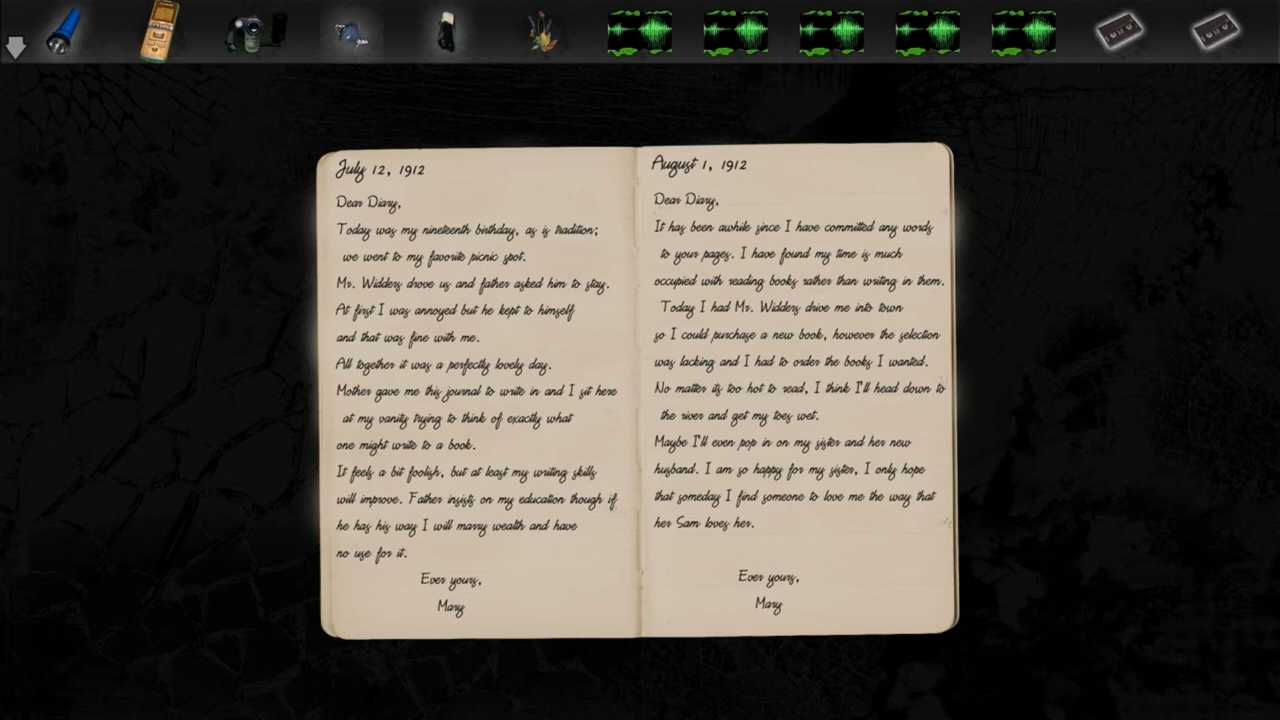 July 12, 1912
Dear Diary,
Today was my nineteenth birthday, as is tradition;
we went to my favorite picnic spot.
Mr. Widders drove us and father asked him to stay.
At first I was annoyed but he kept to himself
and that was fine with me.
All together it was a perfectly lovely day.
Mother gave me this journal to write in and I sit here
at my vanity trying to think of exactly what
one might write to a book.
It feels a bit foolish, but at least my writing skills
will improve. Father insists on my education though if
he has his way I will marry wealth and have
no use for it.
Ever yours,
Mary
August 1, 1912
Dear Diary,
It has been awhile since I have committed any words
to your pages. I have found my time is much
occupied with reading books rather than writing in them.
Today I had Mr. Widders drive me into town
so I could purchase a new book, however the selection
was lacking and I had to order the books I wanted.
No matter its too hot to read, I think I'll head down to
the river and get my toes wet.
Maybe I'll even pop in on my sister and her new
husband. I am so happy for my sister, I only hope
that someday I find someone to love me the way that
her Sam loves her.
Ever yours,
Mary